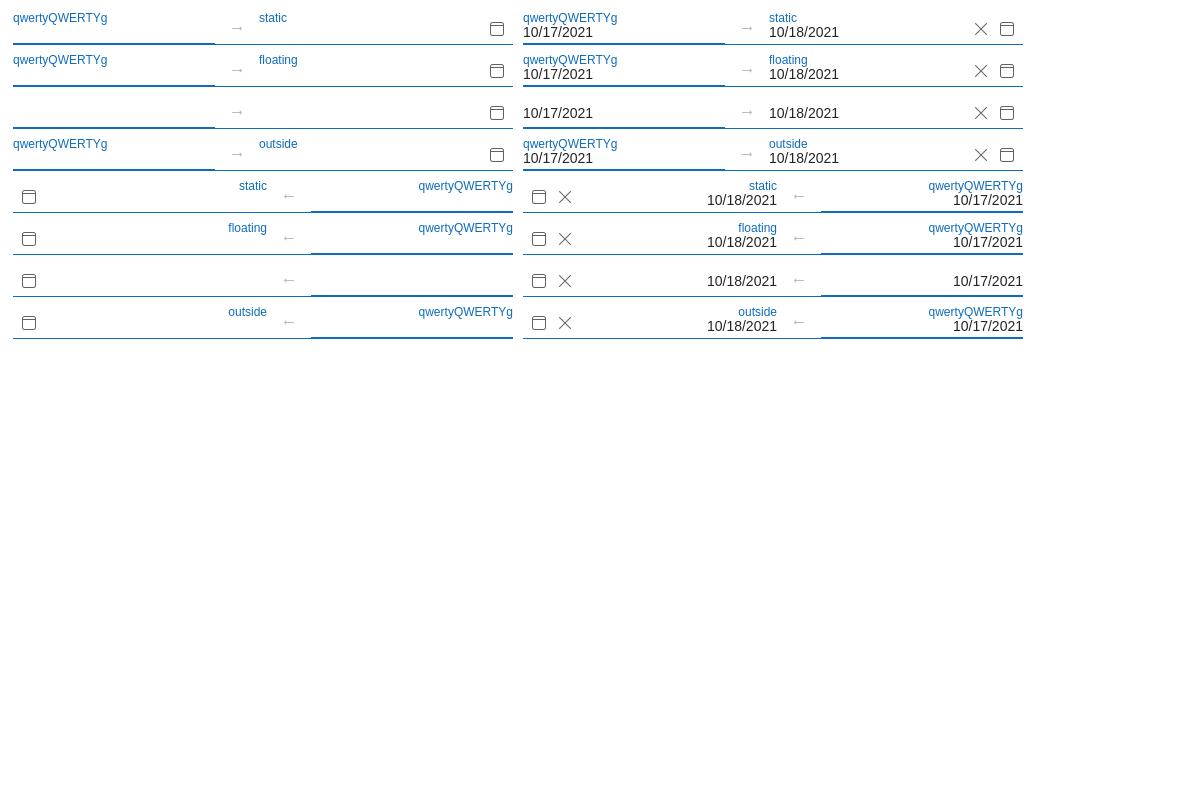 qwertyQWERTYg → static qwertyQWERTYg → static
10/17/2021 10/18/2021
qwertyQWERTYg → floating qwertyQWERTYg → floating
10/17/2021 10/18/2021
→ 10/17/2021 → 10/18/2021
qwertyQWERTYg → outside qwertyQWERTYg → outside
10/17/2021 10/18/2021
static ← qwertyQWERTYg static ← qwertyQWERTYg
10/18/2021 10/17/2021
floating ← qwertyQWERTYg floating ← qwertyQWERTYg
10/18/2021 10/17/2021
← 10/18/2021 ← 10/17/2021
outside ← qwertyQWERTYg outside ← qwertyQWERTYg
10/18/2021 10/17/2021